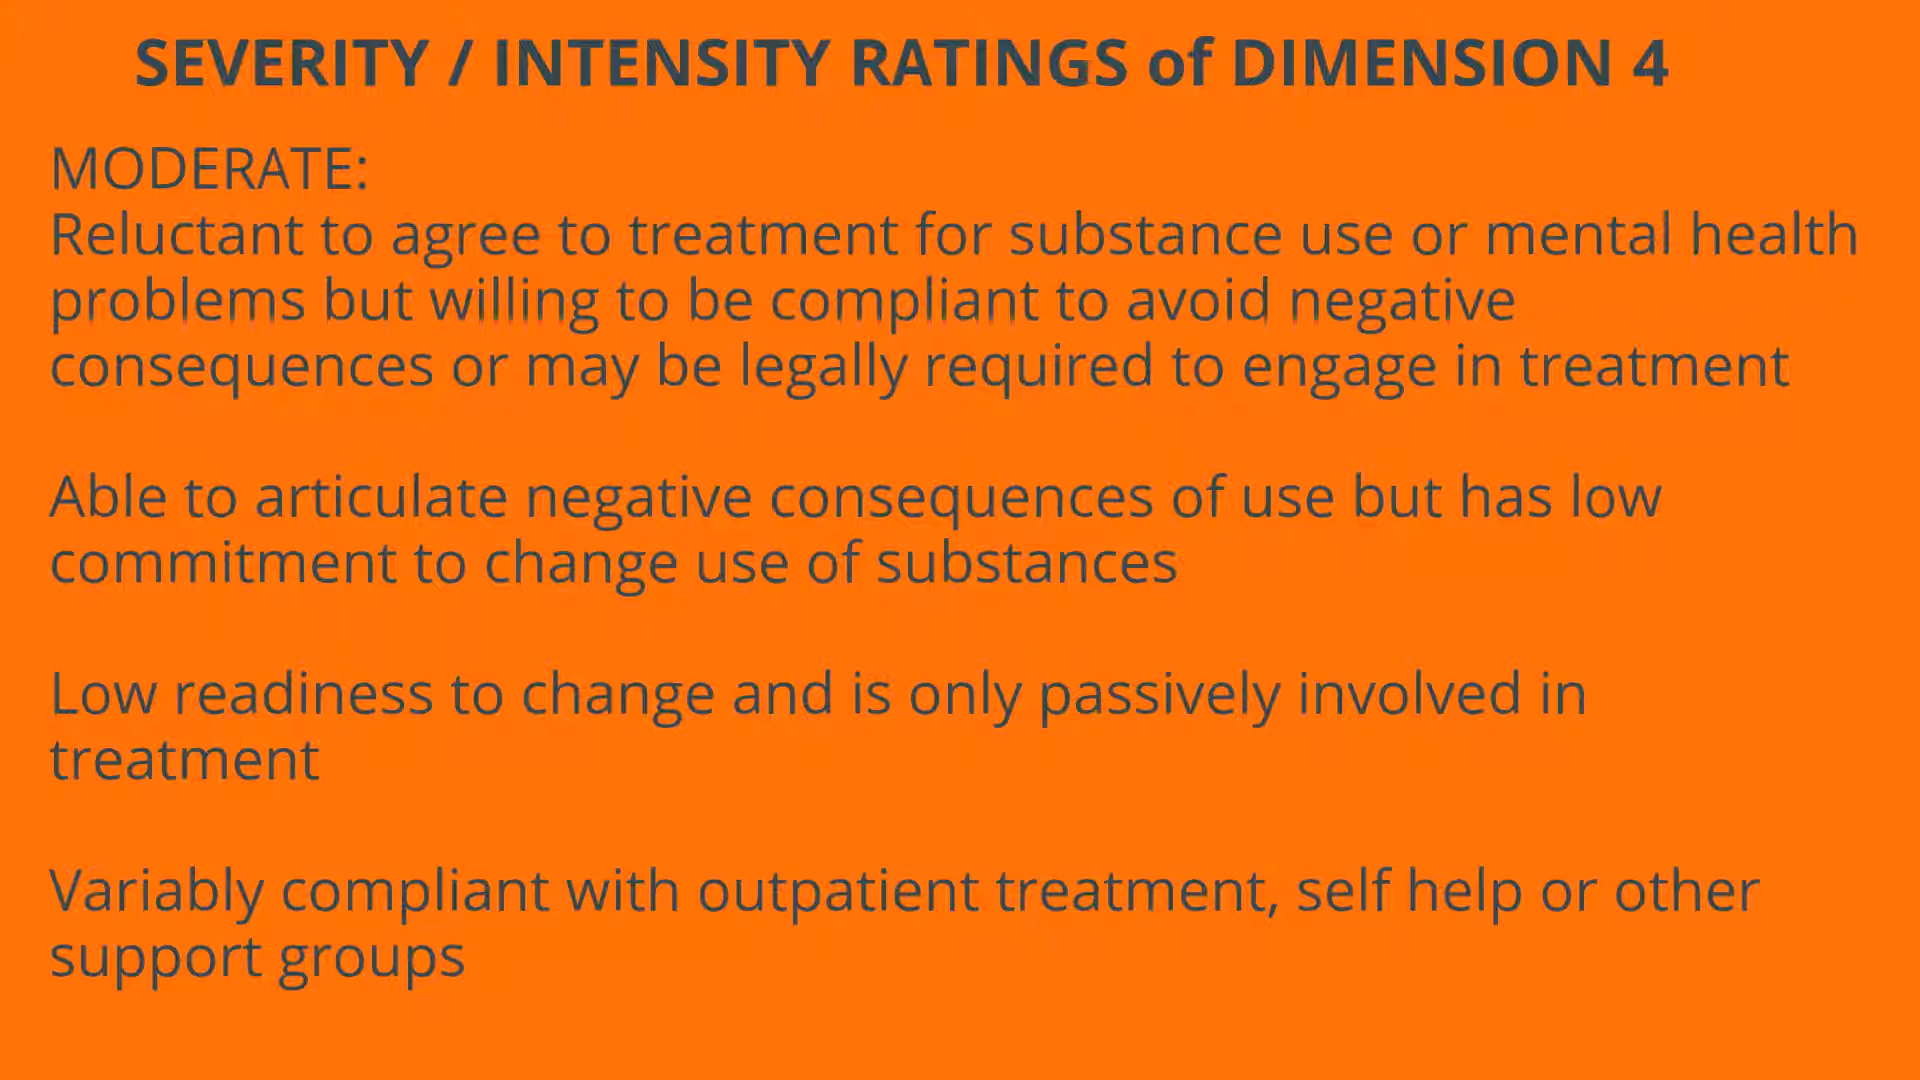 SEVERITY / INTENSITY RATINGS of DIMENSION 4
MODERATE:
Reluctant to agree to treatment for substance use or mental health
problems but willing to be compliant to avoid negative
consequences or may be legally required to engage in treatment
Able to articulate negative consequences of use but has low
commitment to change use of substances
Low readiness to change and is only passively involved in
treatment
Variably compliant with outpatient treatment, self help or other
support groups